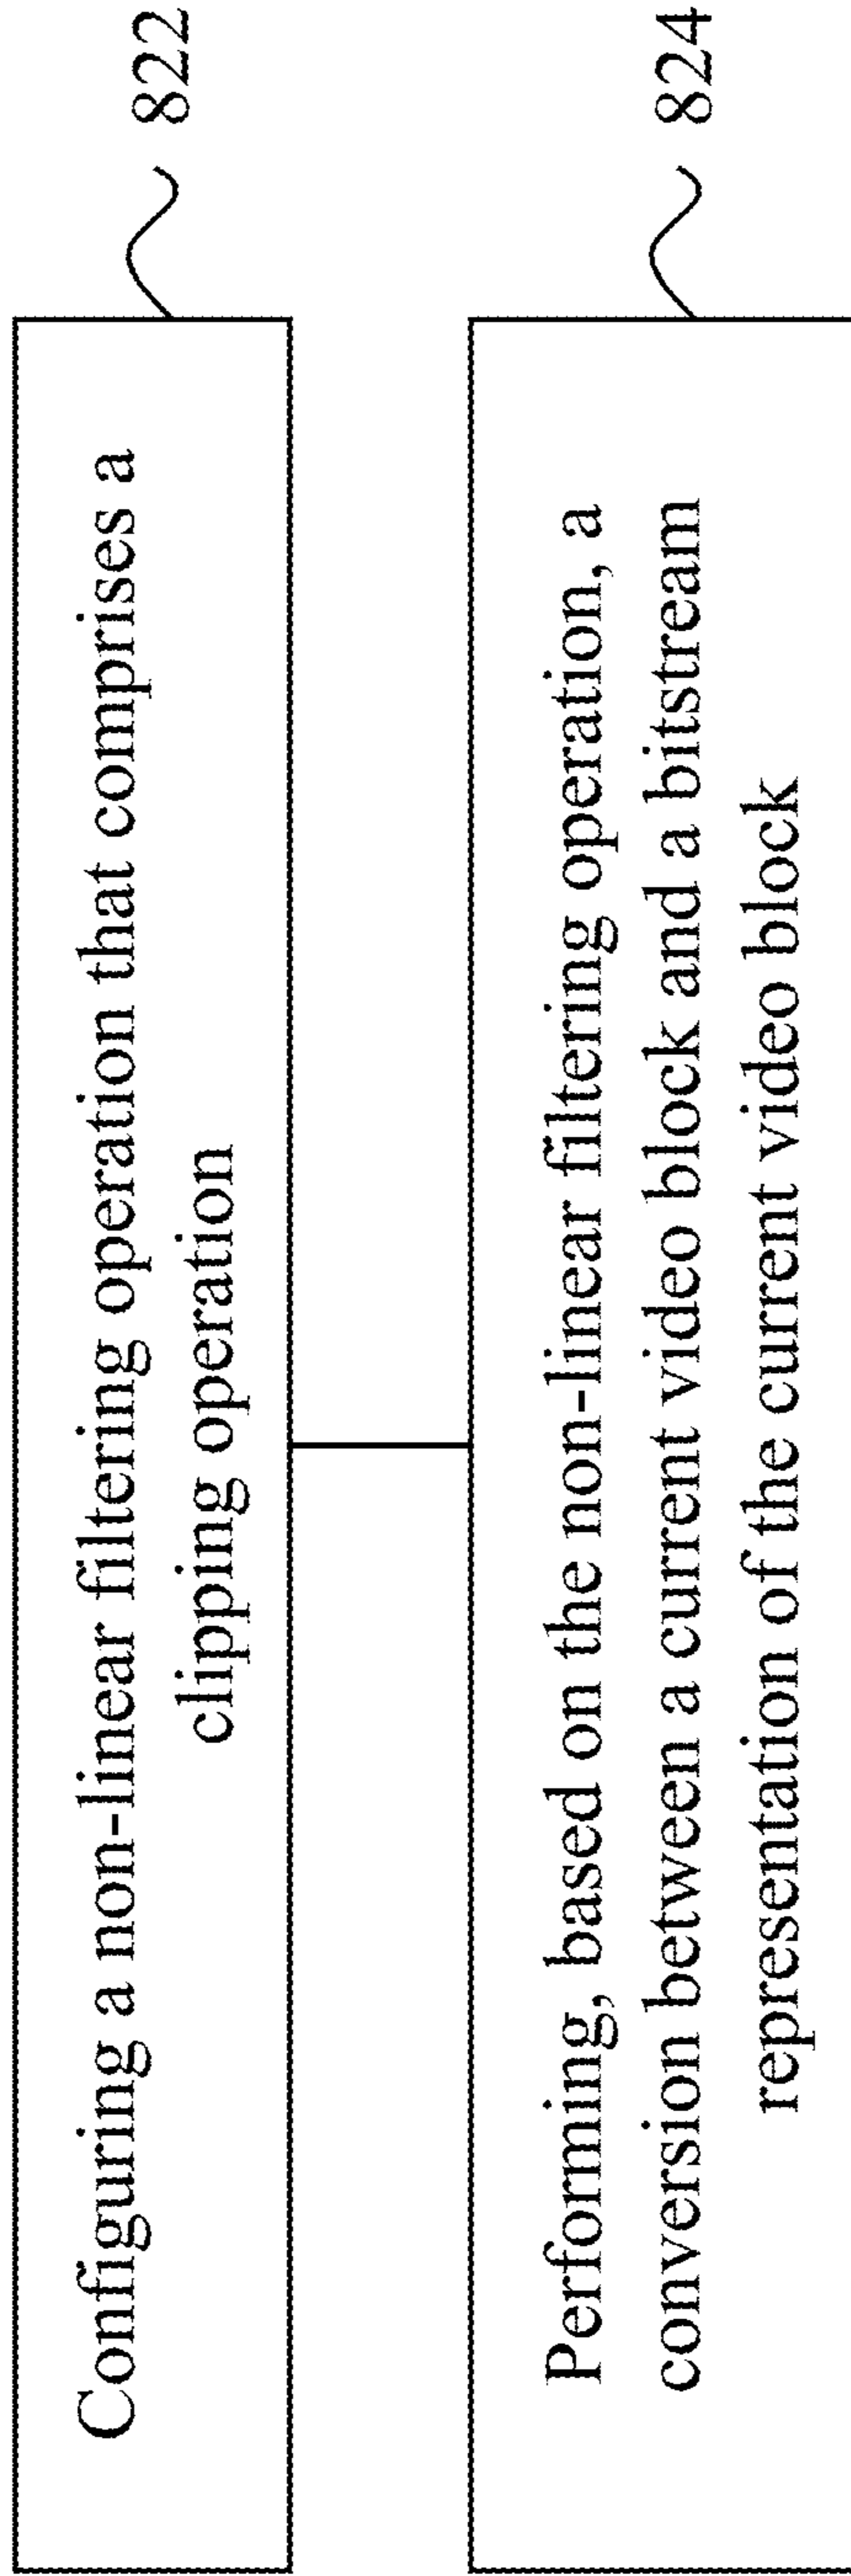 Configuring a non-linear filtering operation that comprises a
clipping operation
822
Performing, based on the non-linear filtering operation, a
conversion between a current video block and a bitstream
representation of the current video block
824